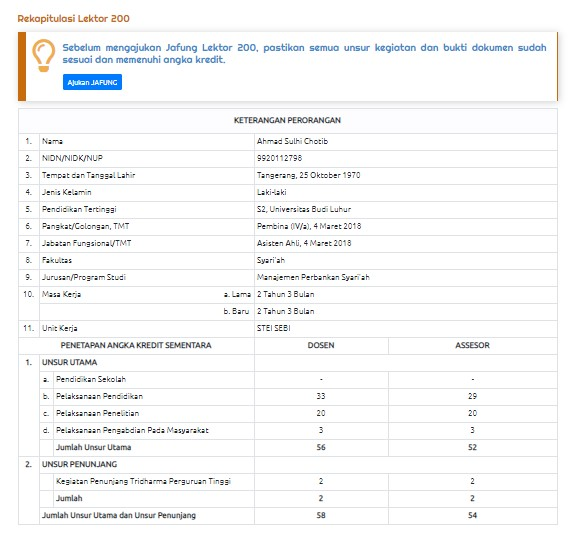 Rekapitulasi Lektor 200
Sebelum mengajukan Jafung Lektor 200, pastikan semua unsur kegiatan dan bukti dokumen sudah
sesuai dan memenuhi angka kredit.
Ajukan JAFUNG
KETERANGAN PERORANGAN
1. Nama Ahmad Sulhi Chotib
2. NIDN/NIDK/NUP 9920112798
3. Tempat dan Tanggal Lahir Tangerang, 25 Oktober 1970
4. Jenis Kelamin Laki-laki
5. Pendidikan Tertinggi S2, Universitas Budi Luhur
6. Pangkat/Golongan, TMT Pembina (IV/a), 4 Maret 2018
7. Jabatan Fungsional/TMT Asisten Ahli, 4 Maret 2018
8. Fakultas Syari'ah
9. Jurusan/Program Studi Manajemen Perbankan Syari'ah
10. Masa Kerja a. Lama 2 Tahun 3 Bulan
b. Baru 2 Tahun 3 Bulan
11. Unit Kerja STEI SEBI
PENETAPAN ANGKA KREDIT SEMENTARA DOSEN ASSESOR
1. UNSUR UTAMA
a. Pendidikan Sekolah - -
b. Pelaksanaan Pendidikan 33 29
c. Pelaksanaan Penelitian 20 20
d. Pelaksanaan Pengabdian Pada Masyarakat 3 3
Jumlah Unsur Utama 56 52
2. UNSUR PENUNJANG
Kegiatan Penunjang Tridharma Perguruan Tinggi 2 2
Jumlah 2 2
Jumlah Unsur Utama dan Unsur Penunjang 58 54